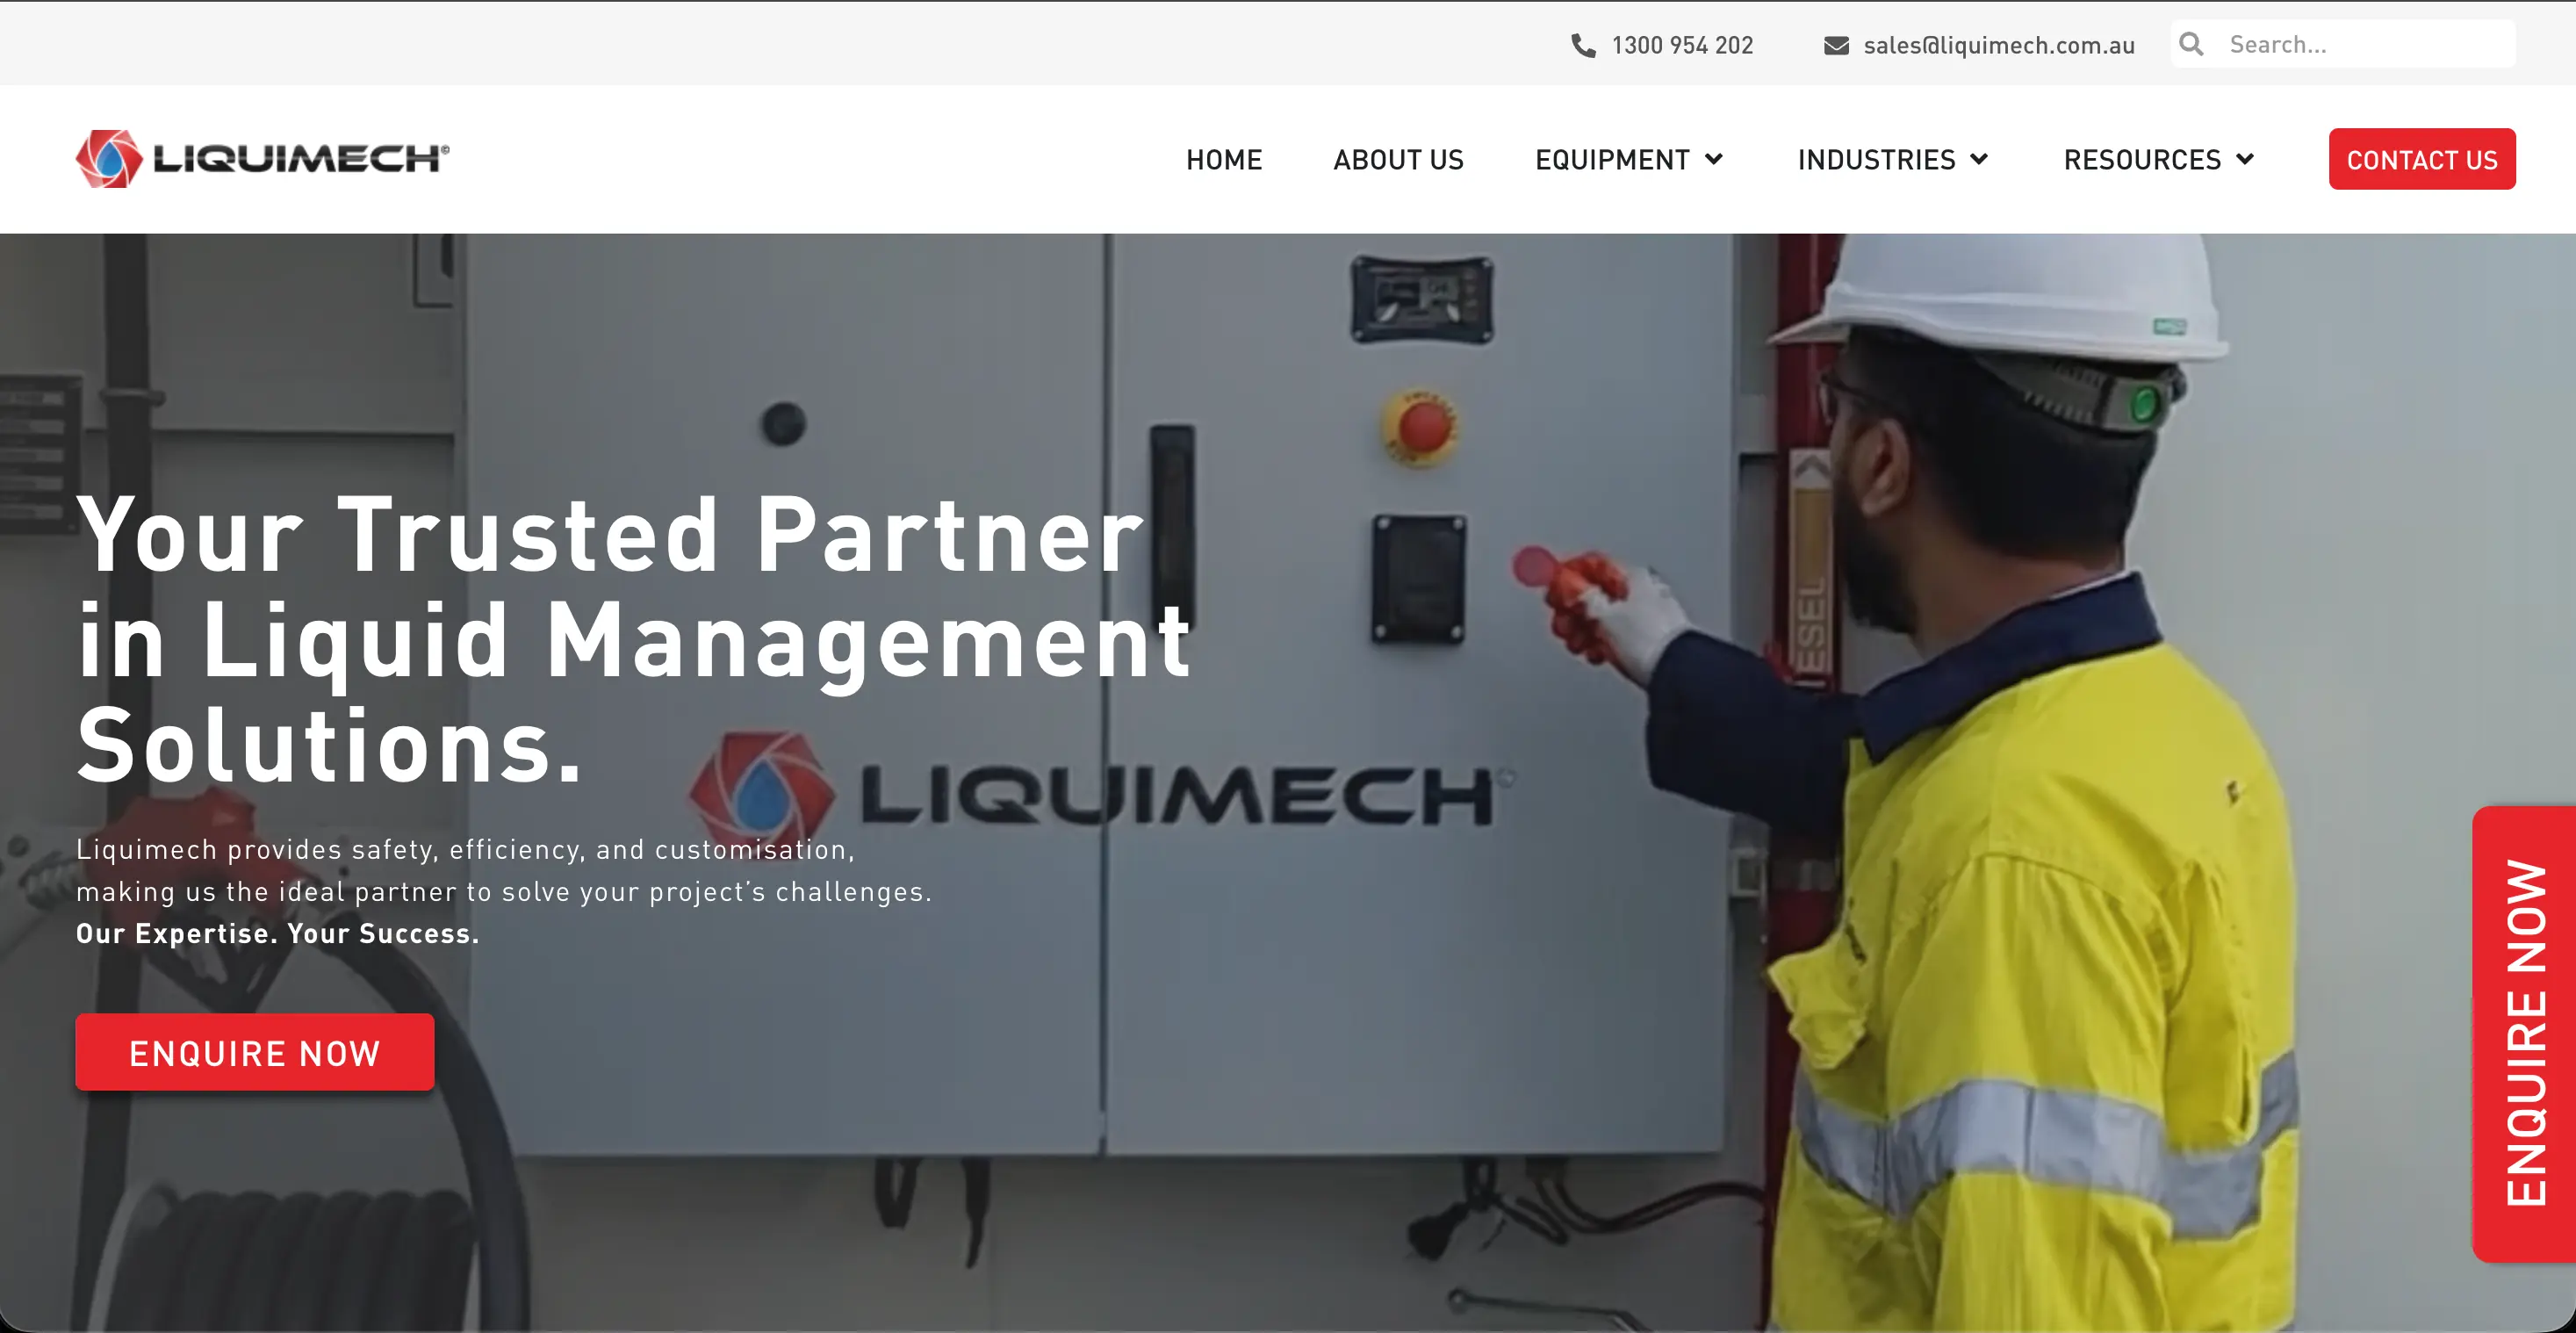 1300 954 202
sales@liquimech.com.au
Search...
LIQUIMECH©
HOME
ABOUT US
EQUIPMENT
INDUSTRIES
RESOURCES
CONTACT US
Your Trusted Partner
in Liquid Management
Solutions.
LIQUIMECH
Liquimech provides safety, efficiency, and customisation,
making us the ideal partner to solve your project’s challenges.
Our Expertise. Your Success.
ENQUIRE NOW
ENQUIRE NOW